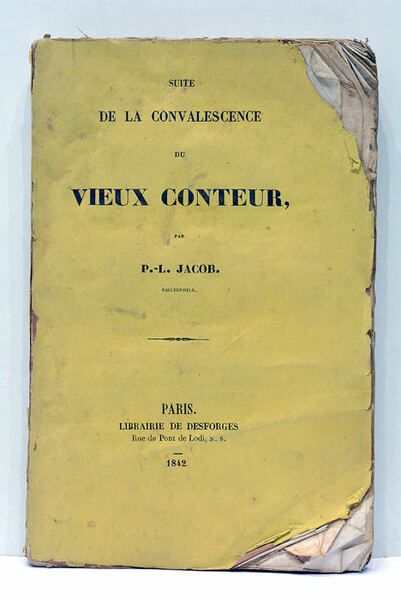 SUITE
DE LA CONVALESCENCE
DU
VIEUX CONTEUR,
PAR
P.-L. JACOB.
BIBLIOPHILE.
PARIS.
LIBRAIRIE DE DESFORGES
Rue du Pont de Lodi, N. 8.
1842